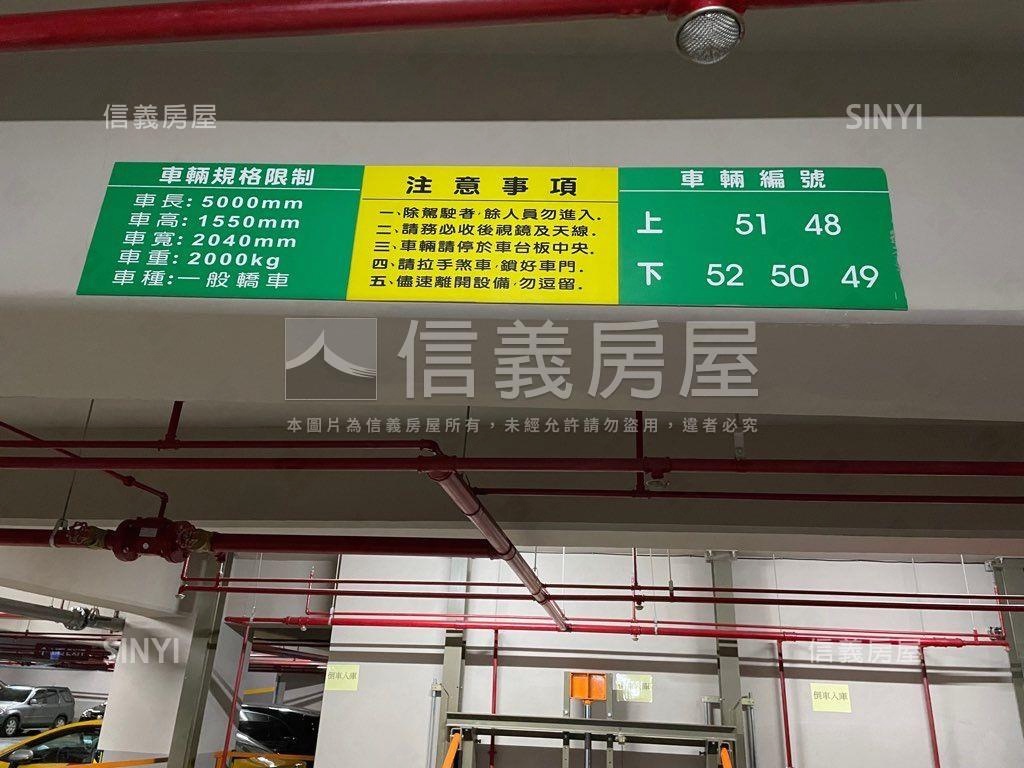 信義房屋
SINYI
車輛規格限制
車長: 5000mm
車高: 1550mm
車寬: 2040mm
車重: 2000kg
車種:一般轎車
注意事項
一、除駕駛者,餘人員勿進入.
二、請務必收後視鏡及天線.
三、車輛請停於車台板中央.
四、請拉手煞車,鎖好車門.
五、儘速離開設備,勿逗留.
車輛編號
上 51 48
下 52 50 49
信義房屋
本圖片為信義房屋所有，未經允許請勿盜用，違者必究
SINYI
信義房屋
倒車入庫
車入庫
倒車入庫